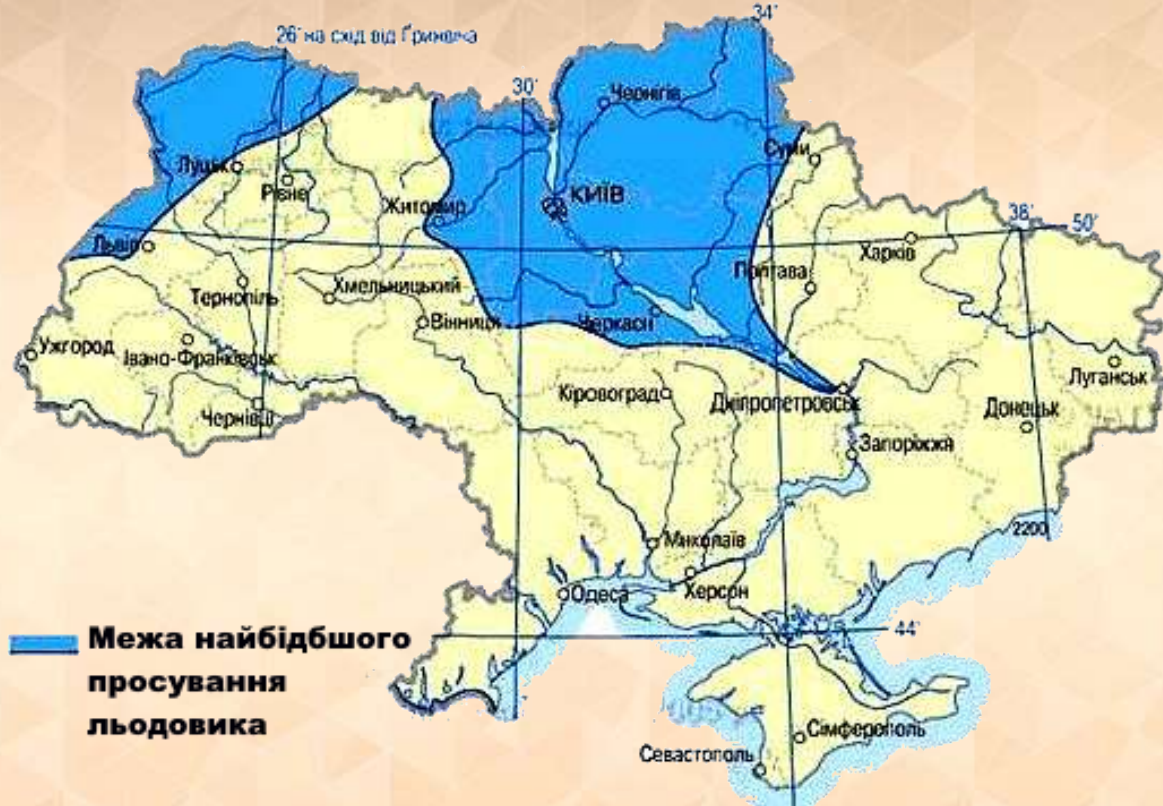 26° на схід від Ґринвіча
34°
30°
Чернігів
Суми
Луцьк
Рівне
КИЇВ
Житомир
38°
50°
Львів
Харків
Полтава
Тернопіль
Хмельницький
Вінниця
Черкаси
Ужгород
Івано-Франківськ
Луганськ
Чернівці
Кіровоград
Дніпропетровськ
Донецьк
Запоріжжя
2200
Миколаїв
Одеса
Херсон
44°
Межа найбідбшого
просування
льодовика
Сімферополь
Севастополь